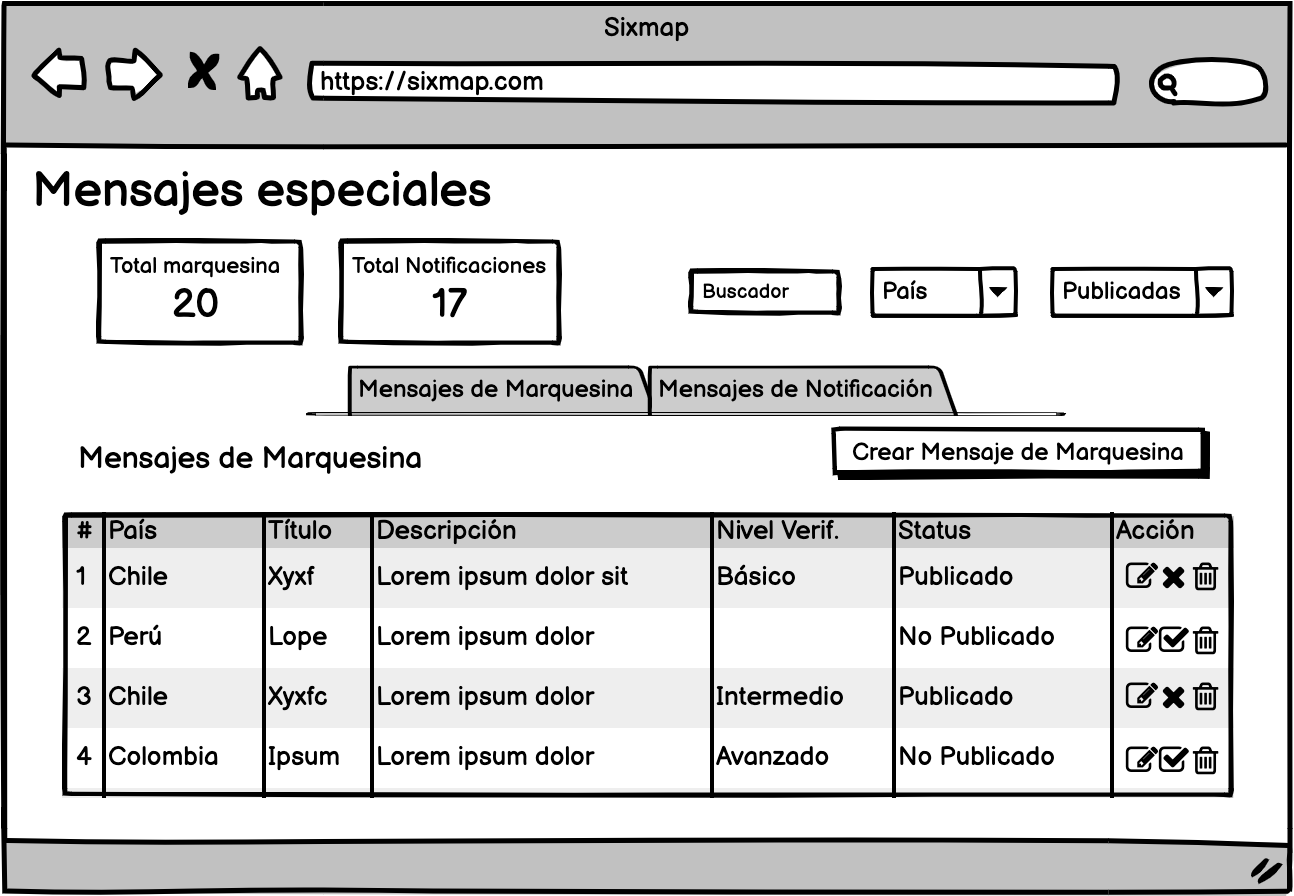 Sixmap
https://sixmap.com
Mensajes especiales
Total marquesina
20
Total Notificaciones
17
Buscador
País
Publicadas
Mensajes de Marquesina
Mensajes de Notificación
Mensajes de Marquesina
Crear Mensaje de Marquesina
# País Título Descripción Nivel Verif. Status Acción
1 Chile Xyxf Lorem ipsum dolor sit Básico Publicado
2 Perú Lope Lorem ipsum dolor No Publicado
3 Chile Xyxfc Lorem ipsum dolor Intermedio Publicado
4 Colombia Ipsum Lorem ipsum dolor Avanzado No Publicado